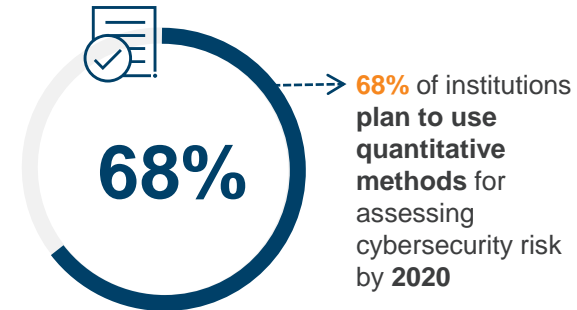 68%
68% of institutions
plan to use
quantitative
methods for
assessing
cybersecurity risk
by 2020